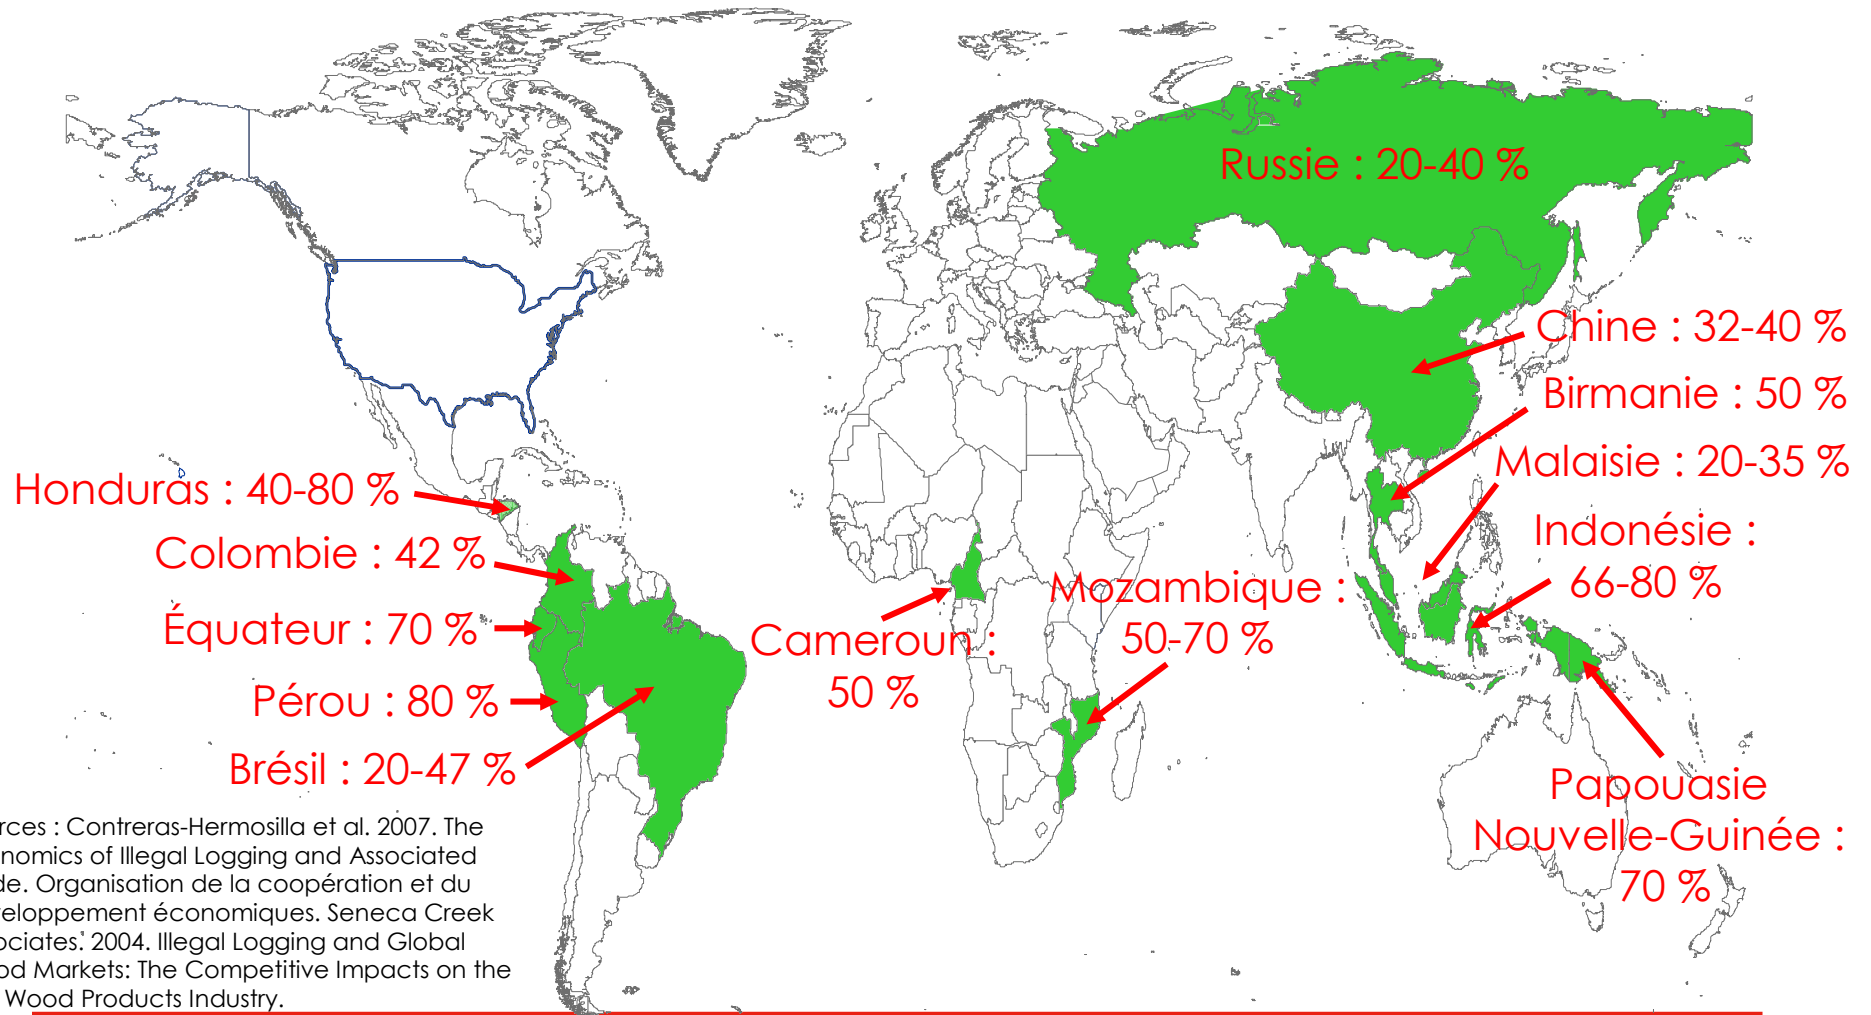 Russie : 20-40 %
Chine : 32-40 %
Birmanie : 50 %
Malaisie : 20-35 %
Indonésie :
66-80 %
Honduras : 40-80 %
Colombie : 42 %
Équateur : 70 %
Pérou : 80 %
Brésil : 20-47 %
Cameroun :
50 %
Mozambique :
50-70 %
Papouasie
Nouvelle-Guinée :
70 %
rces : Contreras-Hermosilla et al. 2007. The
nomics of Illegal Logging and Associated
de. Organisation de la coopération et du
veloppement économiques. Seneca Creek
ociates. 2004. Illegal Logging and Global
od Markets: The Competitive Impacts on the
Wood Products Industry.